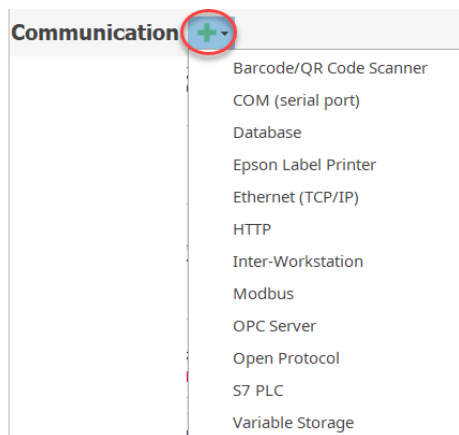 Communication
Barcode/QR Code Scanner
COM (serial port)
Database
Epson Label Printer
Ethernet (TCP/IP)
HTTP
Inter-Workstation
Modbus
OPC Server
Open Protocol
S7 PLC
Variable Storage